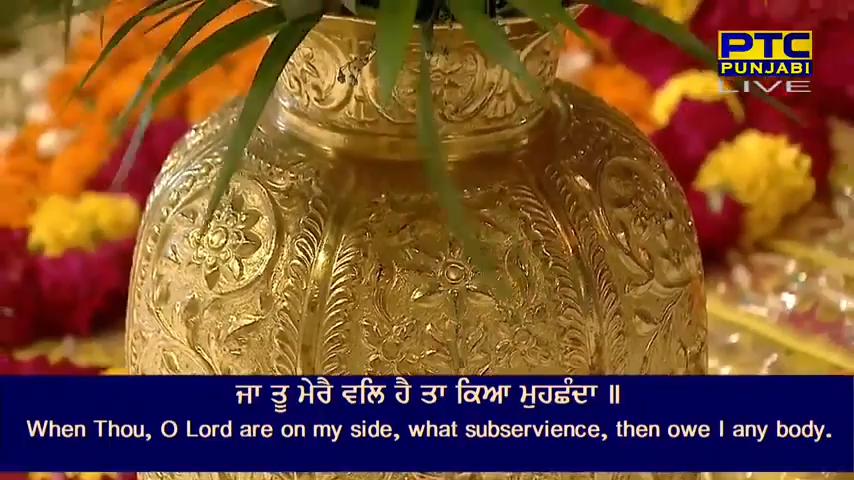 PTC
PUNJABI
LIVE
ਜਾ ਤੂ ਮੇਰੈ ਵਲਿ ਹੈ ਤਾ ਕਿਆ ਮੁਹਛੰਦਾ ॥
When Thou, O Lord are on my side, what subservience, then owe I any body.